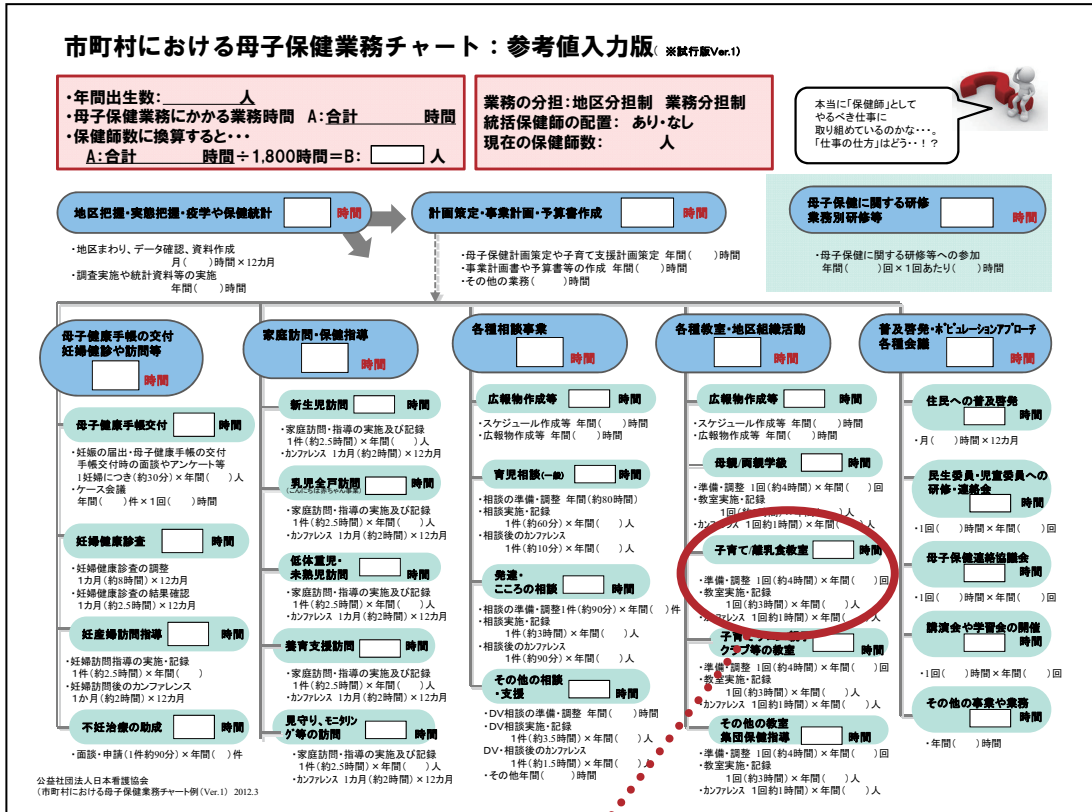 市町村における母子保健業務チャート：参考値入力版( ※試行版Ver.1)
・年間出生数: 人
・母子保健業務にかかる業務時間 A:合計 時間
・保健師数に換算すると・・・
A:合計 時間÷1,800時間=B: 人
業務の分担:地区分担制 業務分担制
統括保健師の配置: あり・なし
現在の保健師数: 人
本当に「保健師」として
やるべき仕事に
取り組めているのかな・・・。
「仕事の仕方」はどう・・！？
地区把握・実態把握・疫学や保健統計 時間
・地区まわり、データ確認、資料作成
月( )時間×12カ月
・調査実施や統計資料等の実施
年間( )時間
計画策定・事業計画・予算書作成 時間
・母子保健計画策定や子育て支援計画策定 年間( )時間
・事業計画書や予算書等の作成 年間( )時間
・その他の業務( )時間
母子保健に関する研修
業務別研修等 時間
・母子保健に関する研修等への参加
年間( )回×1回あたり( )時間
母子健康手帳の交付
妊婦健診や訪問等
時間
母子健康手帳交付 時間
・妊娠の届出・母子健康手帳の交付
手帳交付時の面談やアンケート等
1妊婦につき(約30分)×年間( )人
・ケース会議
年間( )件×1回( )時間
妊婦健康診査 時間
・妊婦健康診査の調整
1カ月(約8時間)×12カ月
・妊婦健康診査の結果確認
1カ月(約2.5時間)×12カ月
妊産婦訪問指導 時間
・妊婦訪問指導の実施・記録
1件(約2.5時間)×年間( )
・妊婦訪問後のカンファレンス
1か月(約2時間)×12カ月
不妊治療の助成 時間
・面談・申請(1件約90分)×年間( )件
家庭訪問・保健指導
時間
新生児訪問 時間
・家庭訪問・指導の実施及び記録
1件(約2.5時間)×年間( )人
・カンファレンス 1カ月(約2時間)×12カ月
乳児全戸訪問 時間
(こんにちは赤ちゃん事業)
・家庭訪問・指導の実施及び記録
1件(約2.5時間)×年間( )人
・カンファレンス 1カ月(約2時間)×12カ月
低体重児・
未熟児訪問 時間
・家庭訪問・指導の実施及び記録
1件(約2.5時間)×年間( )人
・カンファレンス 1カ月(約2時間)×12カ月
養育支援訪問 時間
・家庭訪問・指導の実施及び記録
1件(約2.5時間)×年間( )人
・カンファレンス 1カ月(約2時間)×12カ月
見守り、モニタリン
グ等の訪問 時間
・家庭訪問・指導の実施及び記録
1件(約2.5時間)×年間( )人
・カンファレンス 1カ月(約2時間)×12カ月
各種相談事業
時間
広報物作成等 時間
・スケジュール作成等 年間( )時間
・広報物作成等 年間( )時間
育児相談(一般) 時間
・相談の準備・調整 年間(約80時間)
・相談実施・記録
1件(約60分)×年間( )人
・相談後のカンファレンス
1件(約10分)×年間( )人
発達・
こころの相談 時間
・相談の準備・調整1件(約90分)×年間( )件
・相談実施・記録
1件(約3時間)×年間( )人
・相談後のカンファレンス
1件(約90分)×年間( )人
その他の相談
・支援 時間
・DV相談の準備・調整 年間( )時間
・DV相談実施・記録
1件(約3.5時間)×年間( )人
DV・相談後のカンファレンス
1件(約1.5時間)×年間( )人
・その他年間( )時間
各種教室・地区組織活動
時間
広報物作成等 時間
・スケジュール作成等 年間( )時間
・広報物作成等 年間( )時間
母親/両親学級 時間
・準備・調整 1回(約4時間)×年間( )回
・教室実施・記録
1回( 時間)×年間( )
・カンファレンス 1回約1時間)×年間( )
子育て/離乳食教室 時間
・準備・調整 1回(約4時間)×年間( )回
・教室実施・記録
1回(約3時間)×年間( )人
・カンファレンス 1回約1時間)×年間( )
子育て
クラブ等の教室 時間
・準備・調整 1回(約4時間)×年間( )回
・教室実施・記録
1回(約3時間)×年間( )人
・カンファレンス 1回約1時間)×年間( )
その他の教室
集団保健指導 時間
・準備・調整 1回(約4時間)×年間( )回
・教室実施・記録
1回(約3時間)×年間( )人
・カンファレンス 1回約1時間)×年間( )
普及啓発・ポピュレーションアプローチ
各種会議
時間
住民への普及啓発 時間
・月( )時間×12カ月
民生委員・児童委員への
研修・連絡会 時間
・1回( )時間×年間( )回
母子保健連絡協議会 時間
・1回( )時間×年間( )回
講演会や学習会の開催 時間
・1回( )時間×年間( )回
その他の事業や業務 時間
・年間( )時間
公益社団法人日本看護協会
(市町村における母子保健業務チャート例(Ver.1) 2012.3